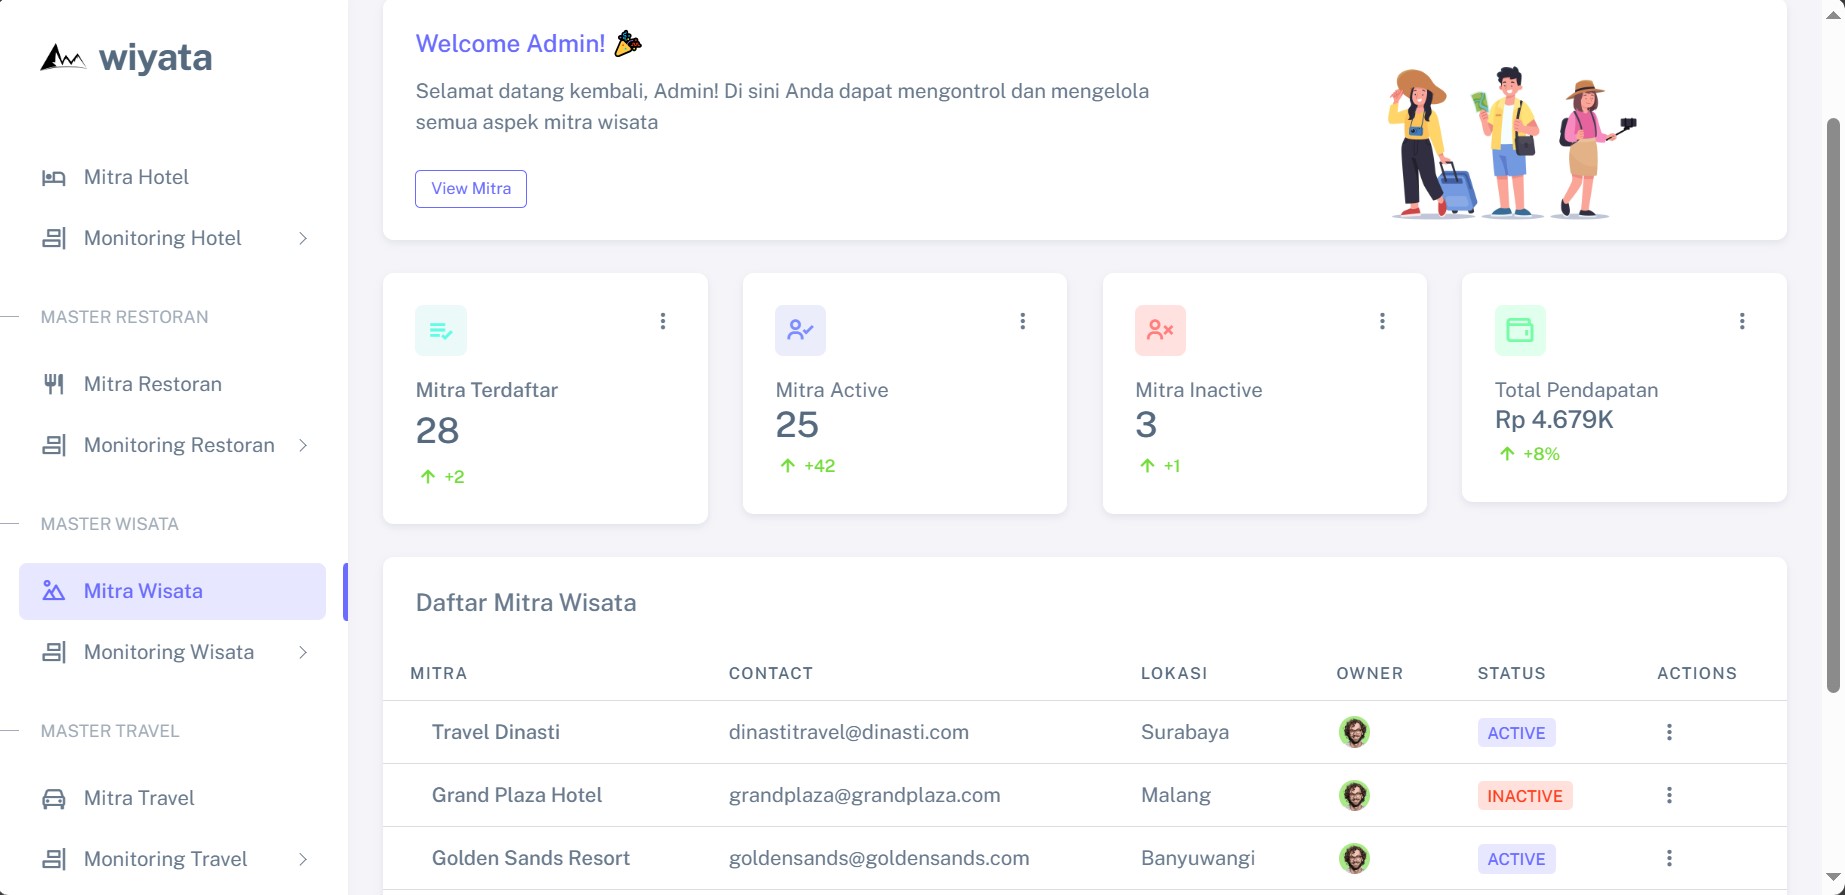 wiyata
Mitra Hotel
Monitoring Hotel
MASTER RESTORAN
Mitra Restoran
Monitoring Restoran
MASTER WISATA
Mitra Wisata
Monitoring Wisata
MASTER TRAVEL
Mitra Travel
Monitoring Travel
Welcome Admin! 🎉
Selamat datang kembali, Admin! Di sini Anda dapat mengontrol dan mengelola
semua aspek mitra wisata
View Mitra
Mitra Terdaftar
28
+2
Mitra Active
25
+42
Mitra Inactive
3
+1
Total Pendapatan
Rp 4.679K
+8%
Daftar Mitra Wisata
MITRA CONTACT LOKASI OWNER STATUS ACTIONS
Travel Dinasti dinastitravel@dinasti.com Surabaya ACTIVE
Grand Plaza Hotel grandplaza@grandplaza.com Malang INACTIVE
Golden Sands Resort goldensands@goldensands.com Banyuwangi ACTIVE